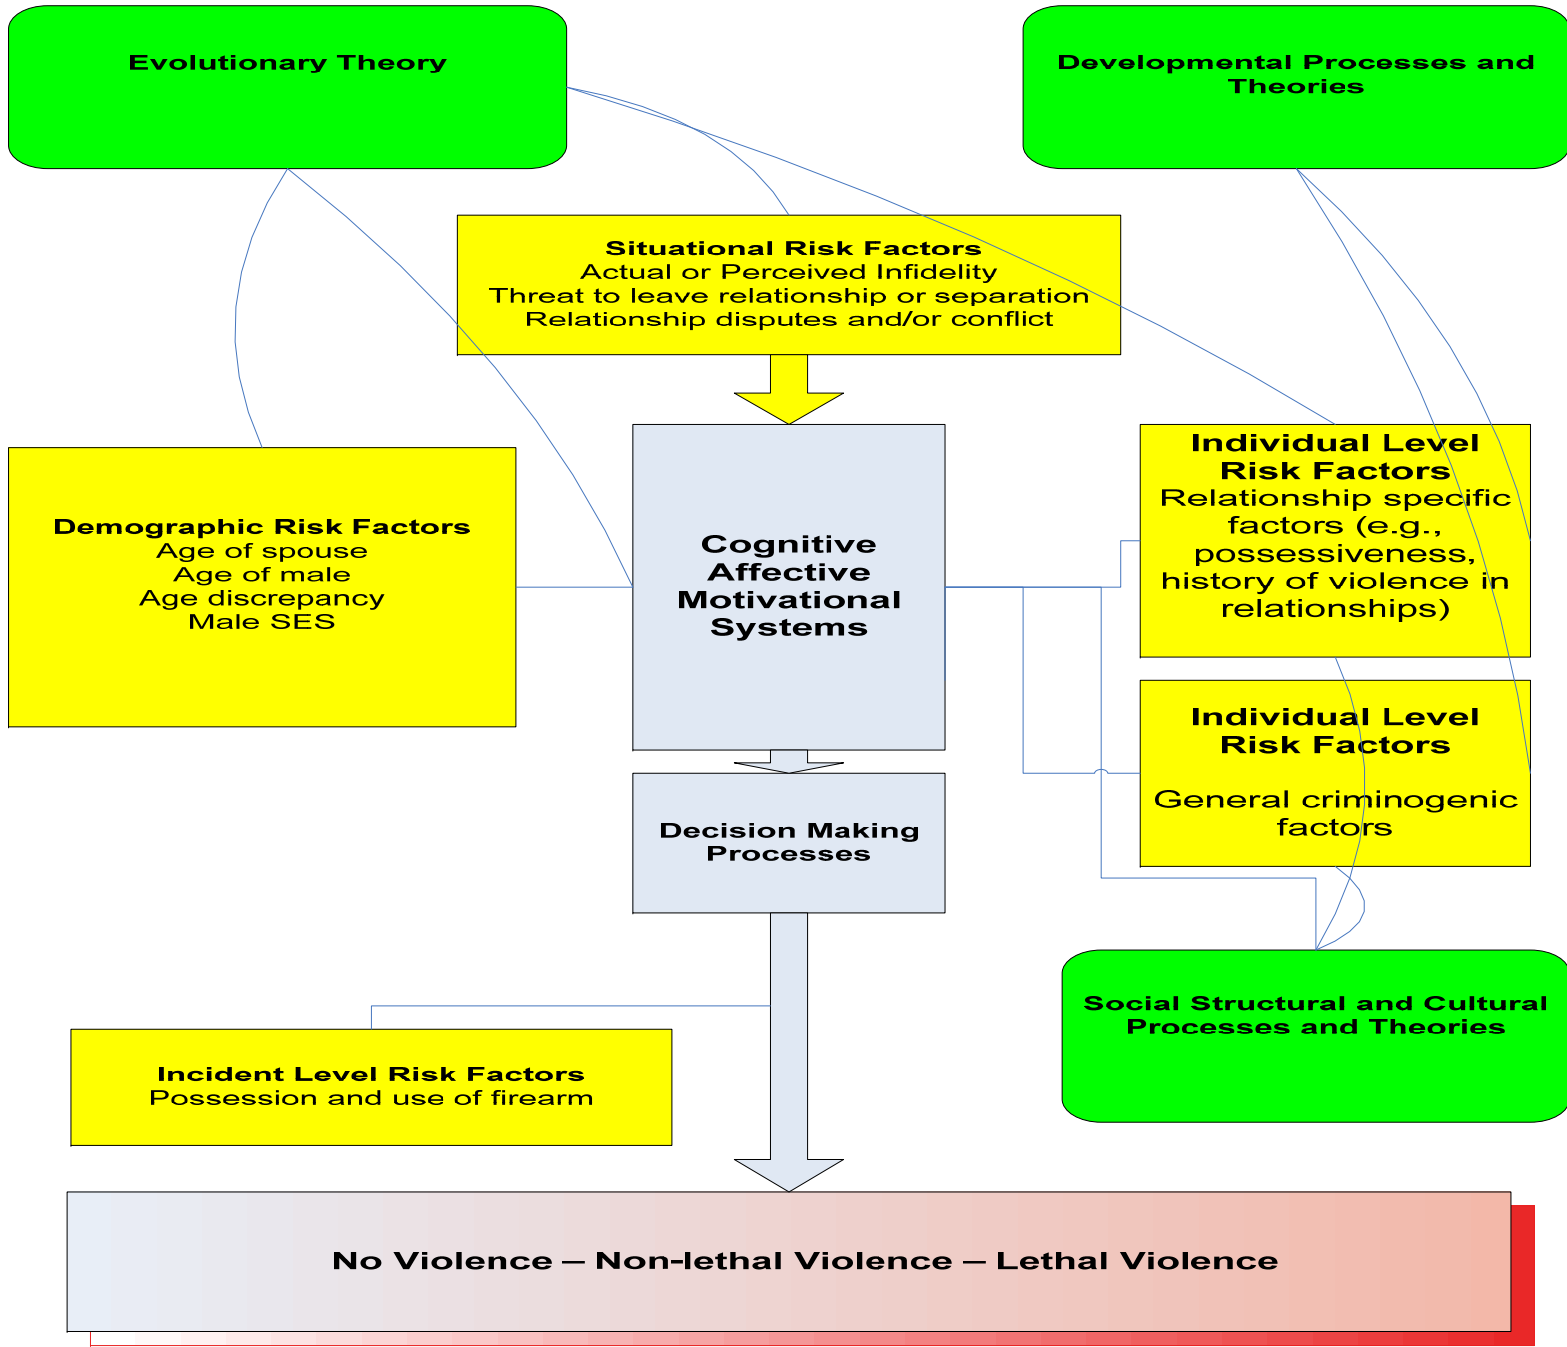 Evolutionary Theory
Developmental Processes and
Theories
Situational Risk Factors
Actual or Perceived Infidelity
Threat to leave relationship or separation
Relationship disputes and/or conflict
Demographic Risk Factors
Age of spouse
Age of male
Age discrepancy
Male SES
Cognitive
Affective
Motivational
Systems
Individual Level
Risk Factors
Relationship specific
factors (e.g.,
possessiveness,
history of violence in
relationships)
Individual Level
Risk Factors
General criminogenic
factors
Decision Making
Processes
Social Structural and Cultural
Processes and Theories
Incident Level Risk Factors
Possession and use of firearm
No Violence – Non-lethal Violence – Lethal Violence